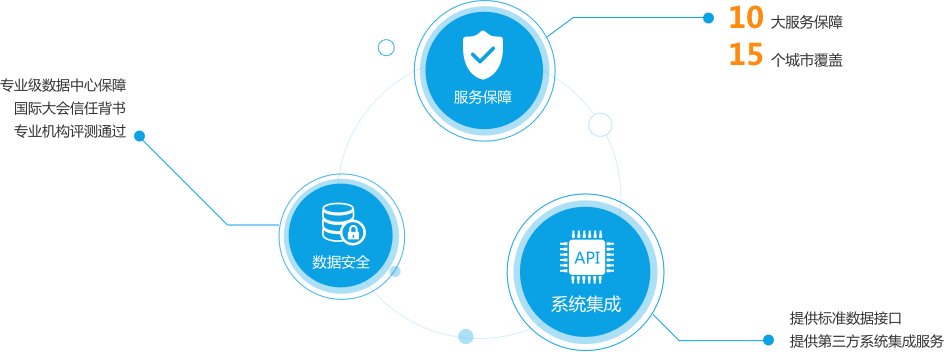 10 大服务保障
15 个城市覆盖
服务保障
专业级数据中心保障
国际大会信任背书
专业机构评测通过
数据安全
API
系统集成
提供标准数据接口
提供第三方系统集成服务